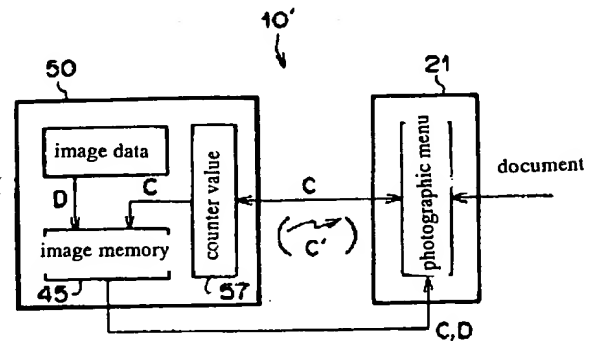 10'
50
21
image data
counter value
photographic menu
document
D
C
C
( C' )
image memory
45
57
C,D